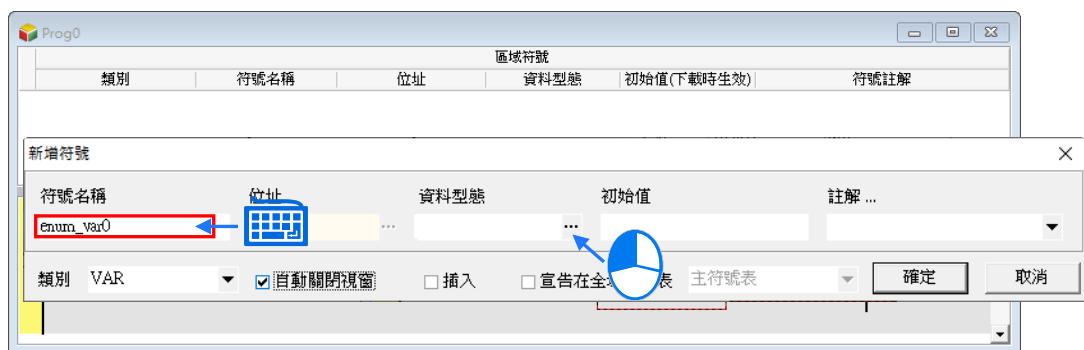 Prog0
區域符號
類別 符號名稱 位址 資料型態 初始值(下載時生效) 符號註解
新增符號
符號名稱 位址 資料型態 初始值 註解 ...
enum_var0 ... ...
類別 VAR 自動關閉視窗 插入 宣告在全 表 主符號表 確定 取消